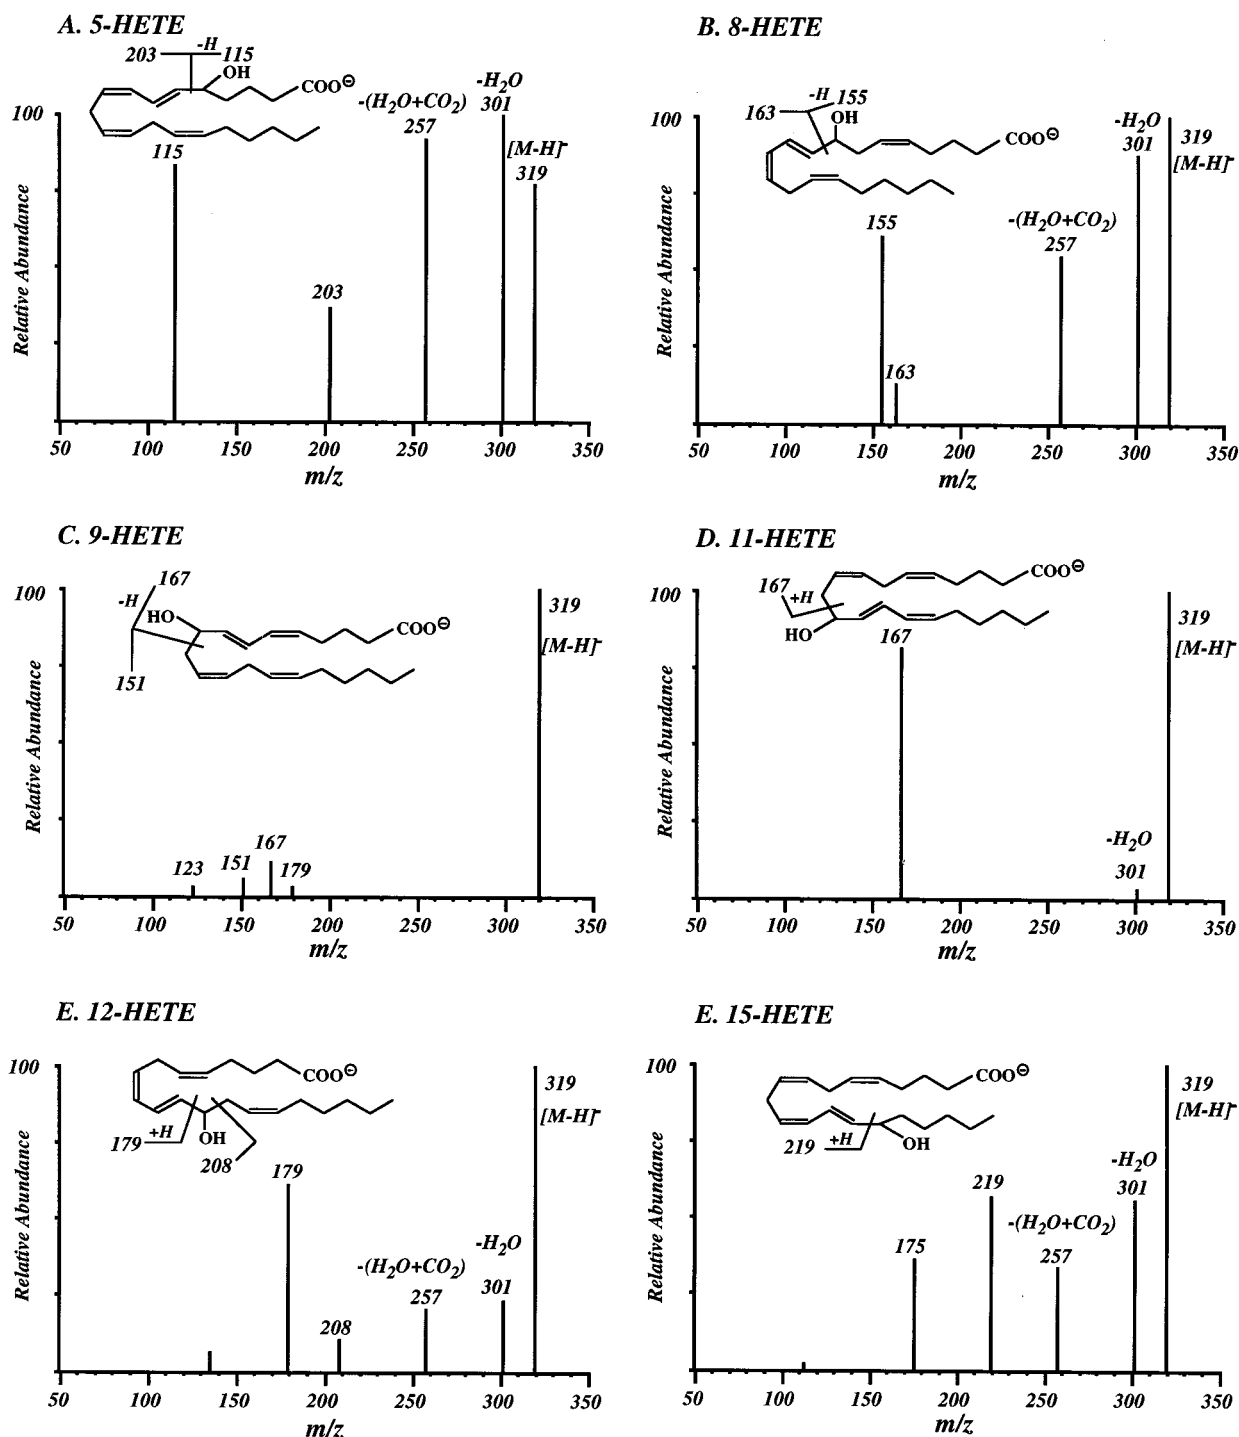 A. 5-HETE
203
-H
115
OH
COO⊖
100
115
203
-(H2O+CO2)
257
-H2O
301
[M-H]-
319
Relative Abundance
50 100 150 200 250 300 350
m/z
B. 8-HETE
163
-H
155
OH
COO⊖
100
155
163
-(H2O+CO2)
257
-H2O
301
319
[M-H]-
Relative Abundance
50 100 150 200 250 300 350
m/z
C. 9-HETE
167
-H
HO
COO⊖
151
100
123
151
167
179
319
[M-H]-
Relative Abundance
50 100 150 200 250 300 350
m/z
D. 11-HETE
167
+H
HO
COO⊖
100
167
-H2O
301
319
[M-H]-
Relative Abundance
50 100 150 200 250 300 350
m/z
E. 12-HETE
COO⊖
179
+H
OH
208
100
179
208
-(H2O+CO2)
257
-H2O
301
319
[M-H]-
Relative Abundance
50 100 150 200 250 300 350
m/z
E. 15-HETE
COO⊖
219
+H
OH
100
175
219
-(H2O+CO2)
257
-H2O
301
319
[M-H]-
Relative Abundance
50 100 150 200 250 300 350
m/z